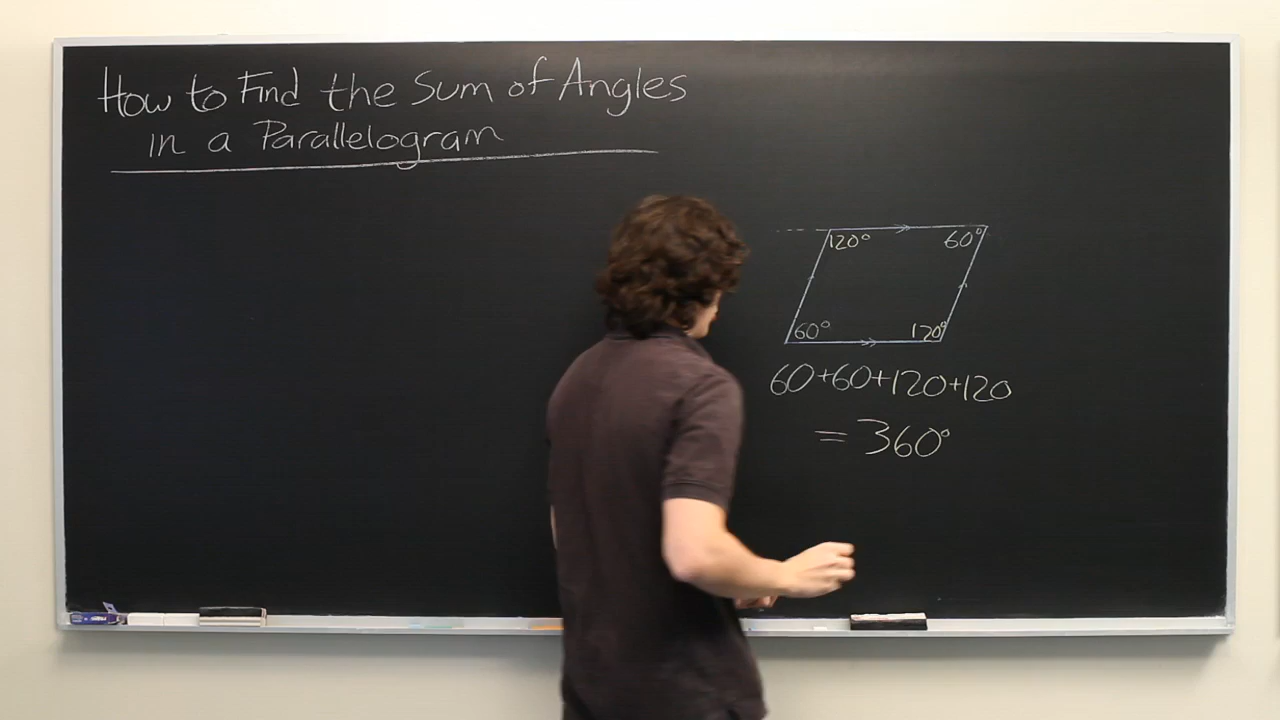 How to Find the Sum of Angles
in a Parallelogram
120° 60°
60° 120°
60+60+120+120
= 360°